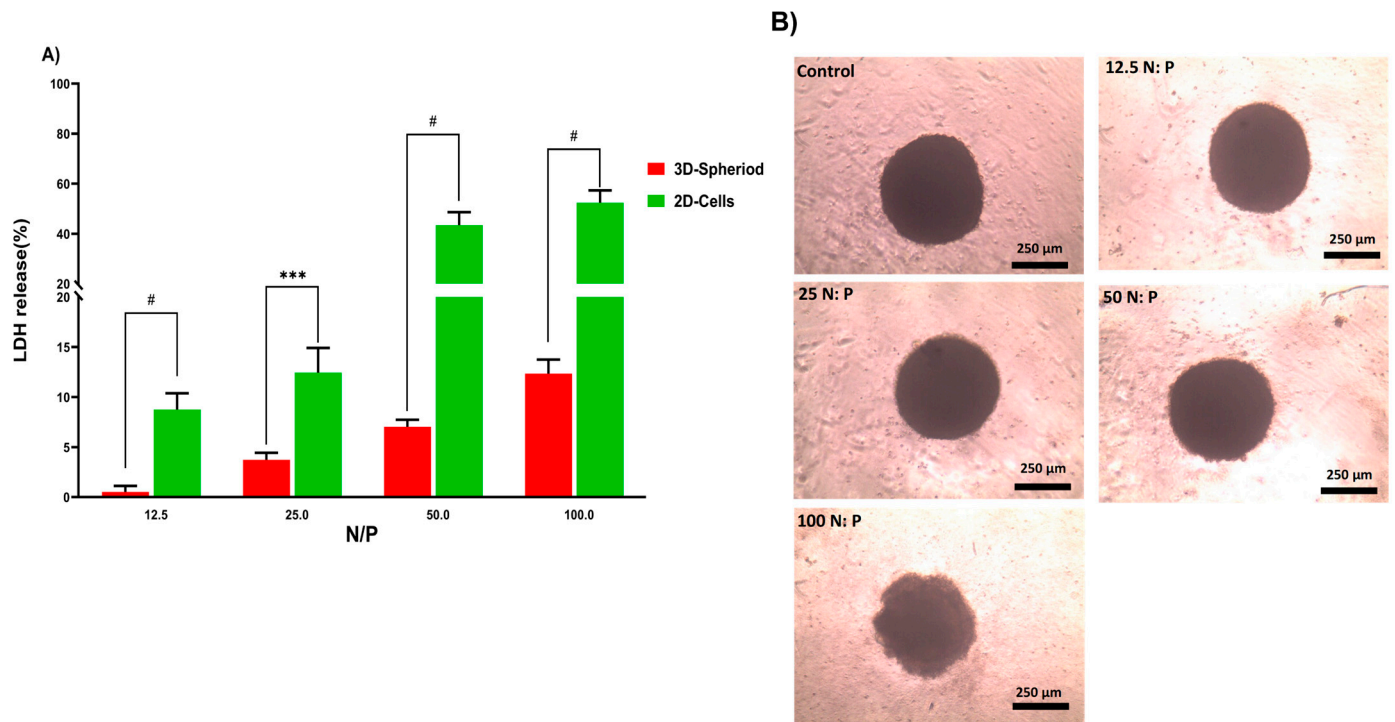 A)
LDH release(%)
100
80
60
40
20
20
15
10
5
0
#
***
#
#
12.5
25.0
50.0
100.0
N/P
3D-Spheriod
2D-Cells
B)
Control
250 µm
12.5 N: P
250 µm
25 N: P
250 µm
50 N: P
250 µm
100 N: P
250 µm